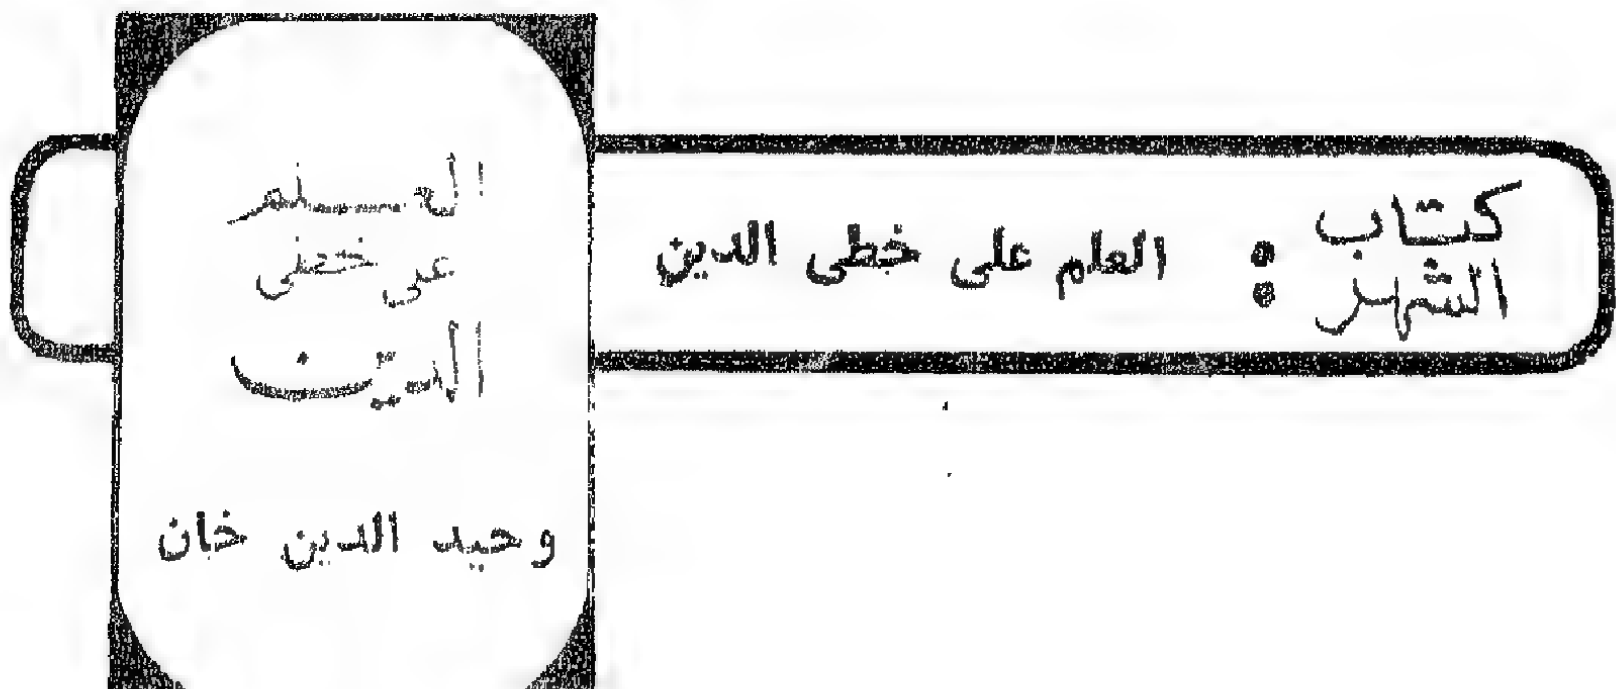 كتاب
الشهر
: العلم على خطى الدين
العلم
على خطى
الدين
وحيد الدين خان